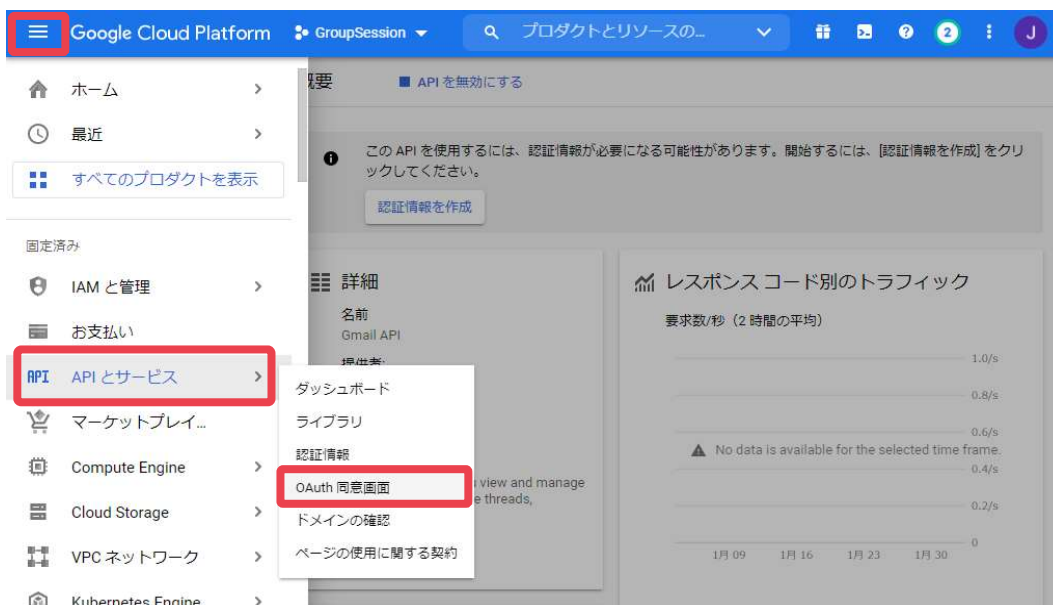 Google Cloud Platform
GroupSession
プロダクトとリソースの...
2
J
ホーム
最近
すべてのプロダクトを表示
固定済み
IAM と管理
お支払い
API
API とサービス
マーケットプレイ...
Compute Engine
Cloud Storage
VPC ネットワーク
Kubernetes Engine
ダッシュボード
ライブラリ
認証情報
OAuth 同意画面
ドメインの確認
ページの使用に関する契約
概要
API を無効にする
この API を使用するには、認証情報が必要になる可能性があります。開始するには、[認証情報を作成] をクリ
ックしてください。
認証情報を作成
詳細
名前
Gmail API
提供者:
view and manage
threads,
レスポンス コード別のトラフィック
要求数/秒（2 時間の平均）
1.0/s
0.8/s
0.6/s
No data is available for the selected time frame.
0.4/s
0.2/s
0
1月 09
1月 16
1月 23
1月 30